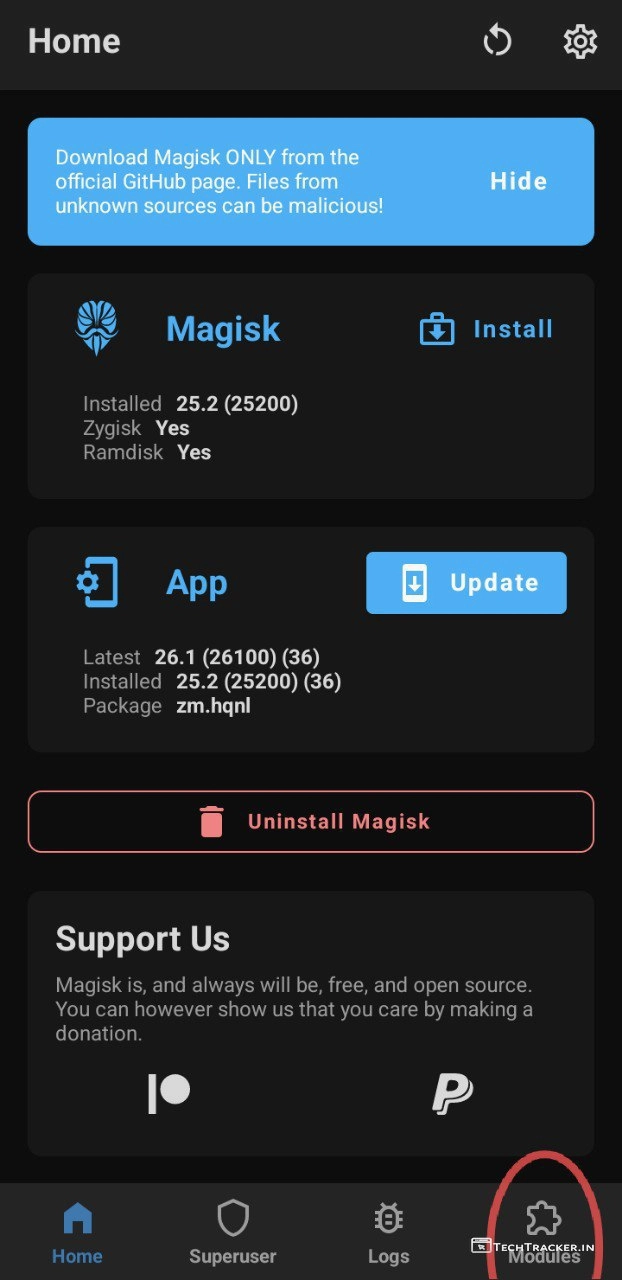 Home
Download Magisk ONLY from the
official GitHub page. Files from
unknown sources can be malicious!
Hide
Magisk
Install
Installed 25.2 (25200)
Zygisk Yes
Ramdisk Yes
App
Update
Latest 26.1 (26100) (36)
Installed 25.2 (25200) (36)
Package zm.hqnl
Uninstall Magisk
Support Us
Magisk is, and always will be, free, and open source.
You can however show us that you care by making a
donation.
Home
Superuser
Logs
Modules
TECHTRACKER.IN